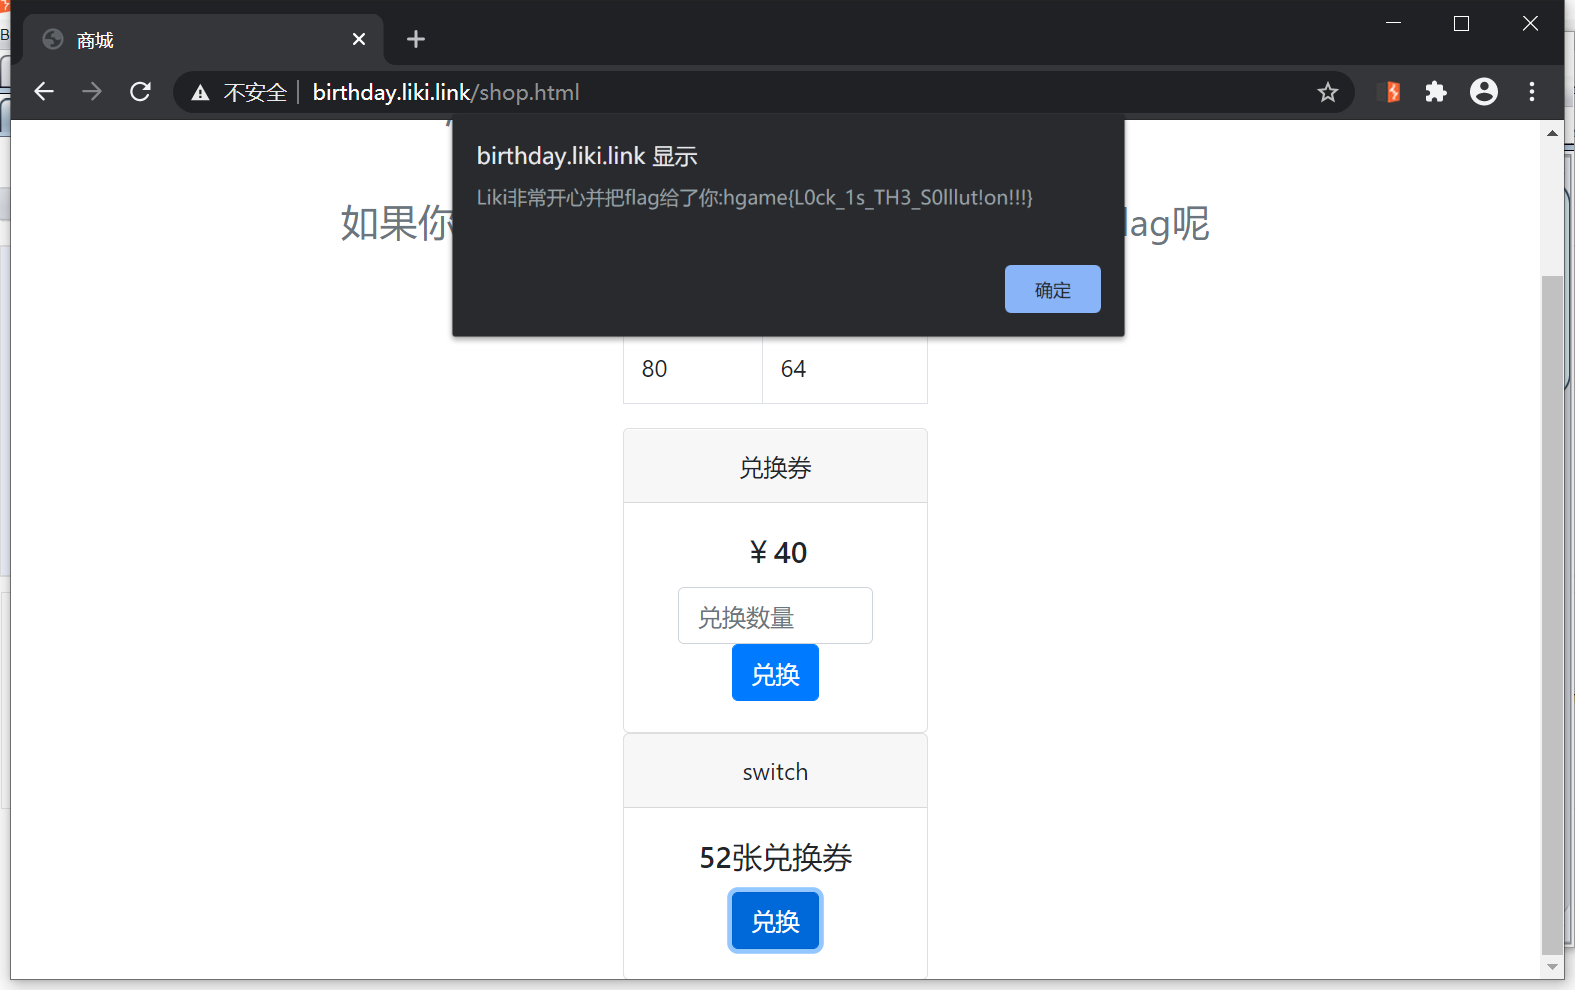 商城
不安全 birthday.liki.link/shop.html
birthday.liki.link 显示
Liki非常开心并把flag给了你:hgame{L0ck_1s_TH3_S0lllut!on!!!}
如果你 lag呢
确定
80 64
兑换券
¥ 40
兑换数量
兑换
switch
52张兑换券
兑换